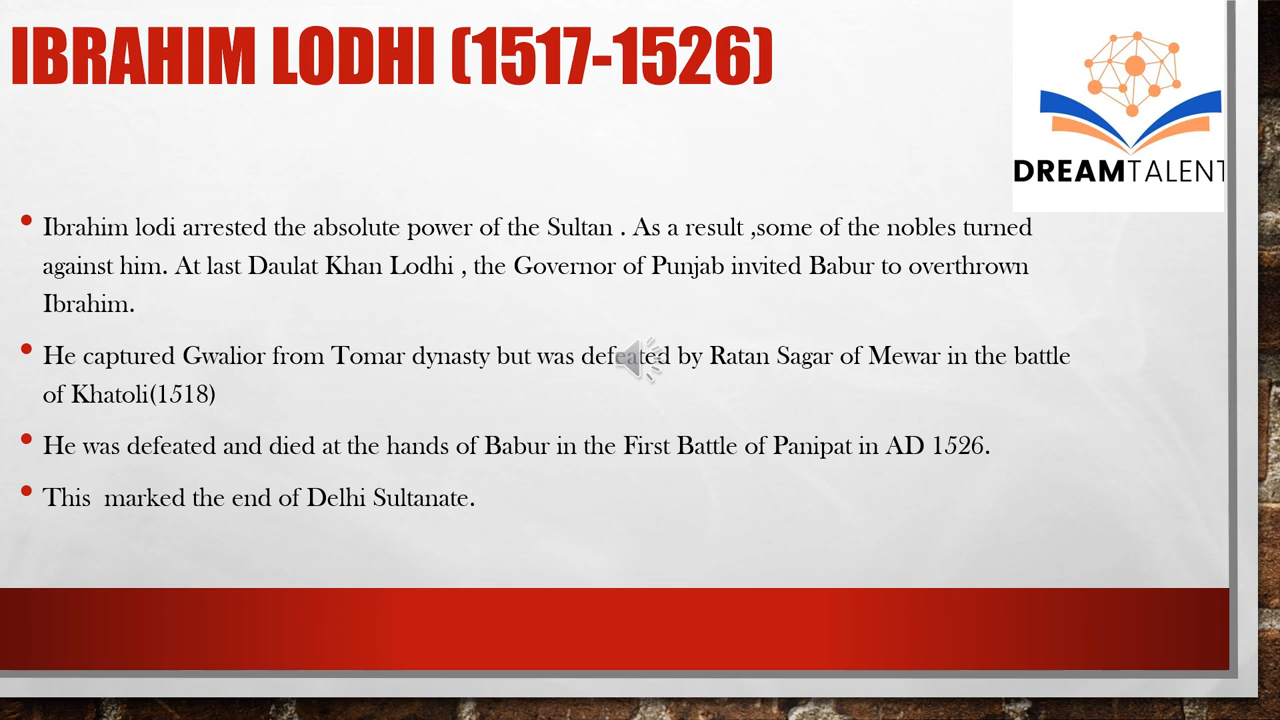 IBRAHIM LODHI (1517-1526)
DREAMTALENT
Ibrahim lodi arrested the absolute power of the Sultan . As a result ,some of the nobles turned
against him. At last Daulat Khan Lodhi , the Governor of Punjab invited Babur to overthrown
Ibrahim.
He captured Gwalior from Tomar dynasty but was defeated by Ratan Sagar of Mewar in the battle
of Khatoli(1518)
He was defeated and died at the hands of Babur in the First Battle of Panipat in AD 1526.
This  marked the end of Delhi Sultanate.